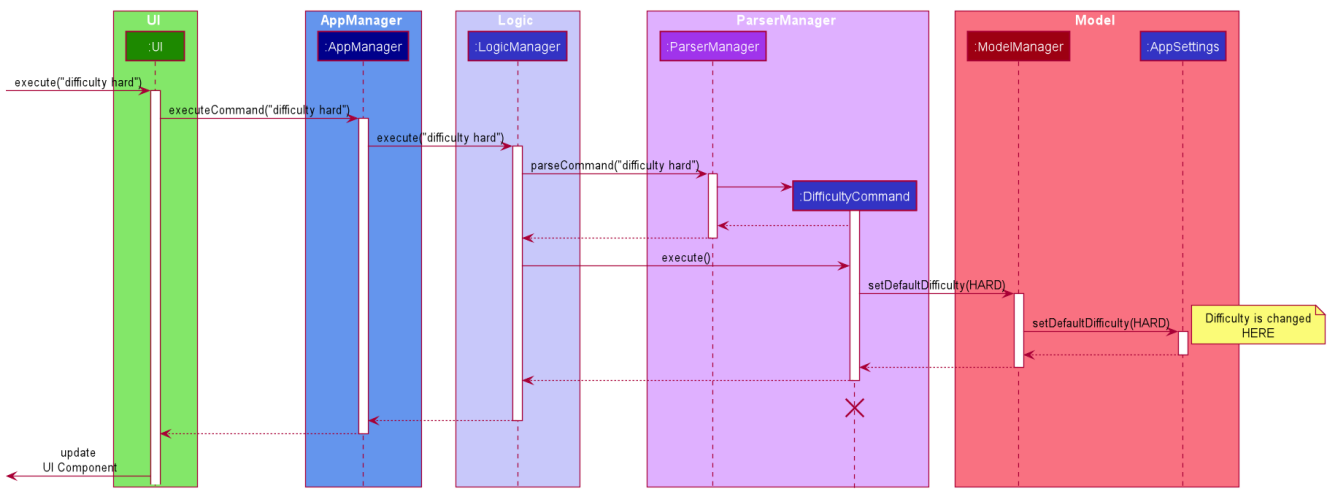 UI
AppManager
Logic
ParserManager
Model
:UI
:AppManager
:LogicManager
:ParserManager
:ModelManager
:AppSettings
execute("difficulty hard")
executeCommand("difficulty hard")
execute("difficulty hard")
parseCommand("difficulty hard")
:DifficultyCommand
execute()
setDefaultDifficulty(HARD)
setDefaultDifficulty(HARD)
Difficulty is changed
HERE
update
UI Component